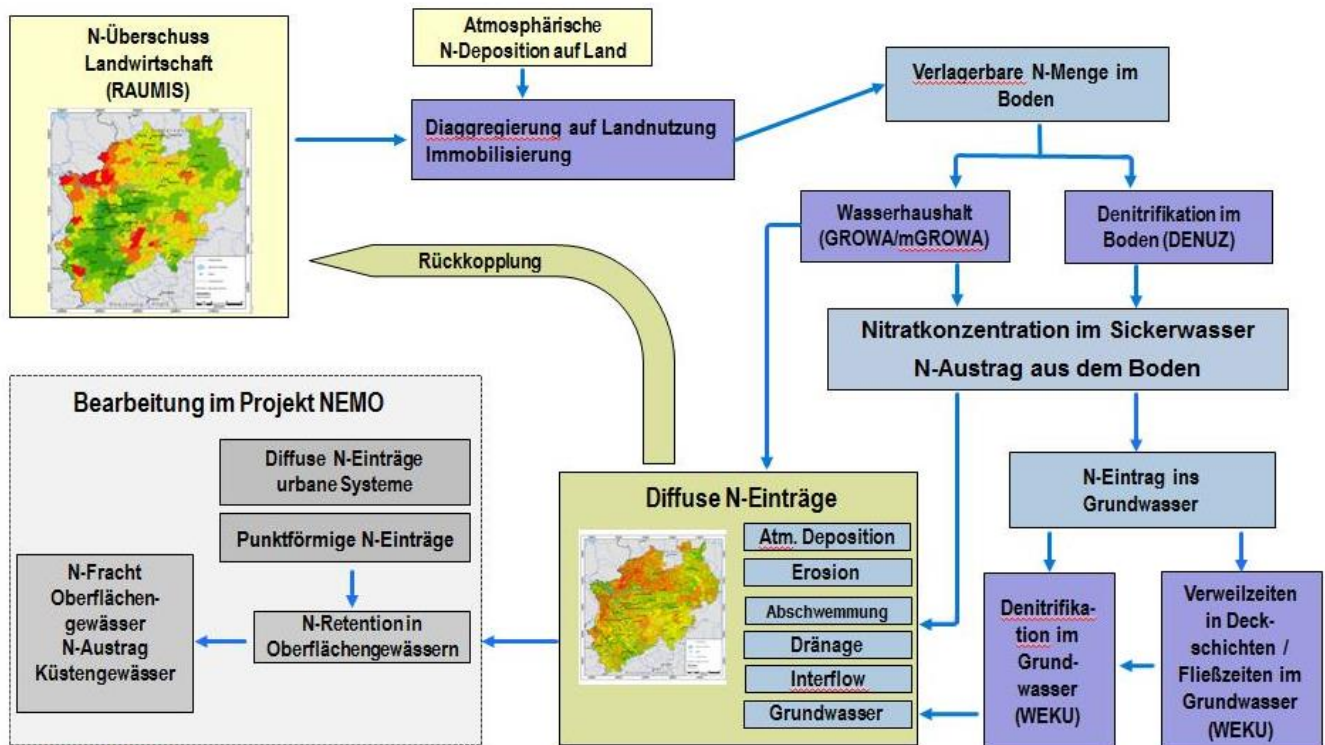 N-Überschuss
Landwirtschaft
(RAUMIS)
Atmosphärische
N-Deposition auf Land
Diaggregierung auf Landnutzung
Immobilisierung
Verlagerbare N-Menge im
Boden
Wasserhaushalt
(GROWA/mGROWA)
Denitrifikation im
Boden (DENUZ)
Rückkopplung
Nitratkonzentration im Sickerwasser
N-Austrag aus dem Boden
N-Eintrag ins
Grundwasser
Denitrifika-
tion im
Grund-
wasser
(WEKU)
Verweilzeiten
in Deck-
schichten /
Fließzeiten im
Grundwasser
(WEKU)
Diffuse N-Einträge
Atm. Deposition
Erosion
Abschwemmung
Dränage
Interflow
Grundwasser
Bearbeitung im Projekt NEMO
Diffuse N-Einträge
urbane Systeme
Punktförmige N-Einträge
N-Retention in
Oberflächengewässern
N-Fracht
Oberflächen-
gewässer
N-Austrag
Küstengewässer